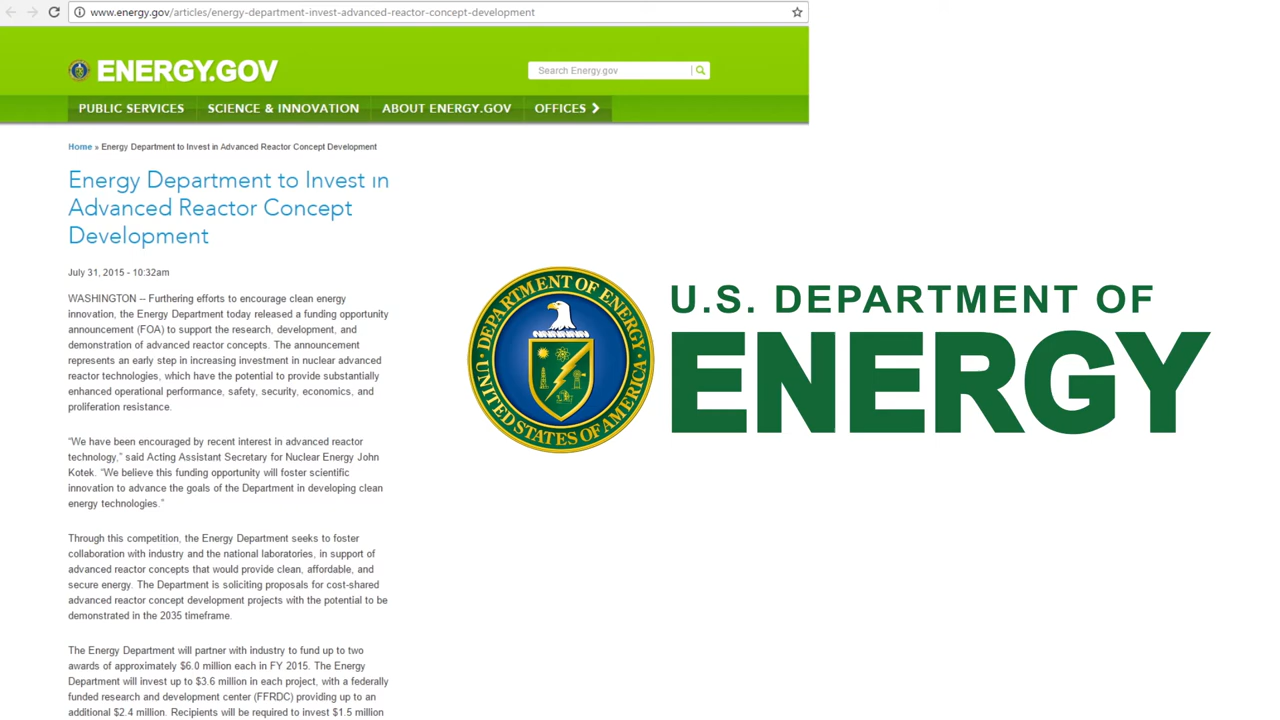 www.energy.gov/articles/energy-department-invest-advanced-reactor-concept-development
ENERGY.GOV
Search Energy.gov
PUBLIC SERVICES SCIENCE & INNOVATION ABOUT ENERGY.GOV OFFICES
Home » Energy Department to Invest in Advanced Reactor Concept Development
Energy Department to Invest in
Advanced Reactor Concept
Development
July 31, 2015 - 10:32am
WASHINGTON -- Furthering efforts to encourage clean energy
innovation, the Energy Department today released a funding opportunity
announcement (FOA) to support the research, development, and
demonstration of advanced reactor concepts. The announcement
represents an early step in increasing investment in nuclear advanced
reactor technologies, which have the potential to provide substantially
enhanced operational performance, safety, security, economics, and
proliferation resistance.
“We have been encouraged by recent interest in advanced reactor
technology,” said Acting Assistant Secretary for Nuclear Energy John
Kotek. “We believe this funding opportunity will foster scientific
innovation to advance the goals of the Department in developing clean
energy technologies.”
Through this competition, the Energy Department seeks to foster
collaboration with industry and the national laboratories, in support of
advanced reactor concepts that would provide clean, affordable, and
secure energy. The Department is soliciting proposals for cost-shared
advanced reactor concept development projects with the potential to be
demonstrated in the 2035 timeframe.
The Energy Department will partner with industry to fund up to two
awards of approximately $6.0 million each in FY 2015. The Energy
Department will invest up to $3.6 million in each project, with a federally
funded research and development center (FFRDC) providing up to an
additional $2.4 million. Recipients will be required to invest $1.5 million
DEPARTMENT OF ENERGY
UNITED STATES OF AMERICA
U.S. DEPARTMENT OF
ENERGY